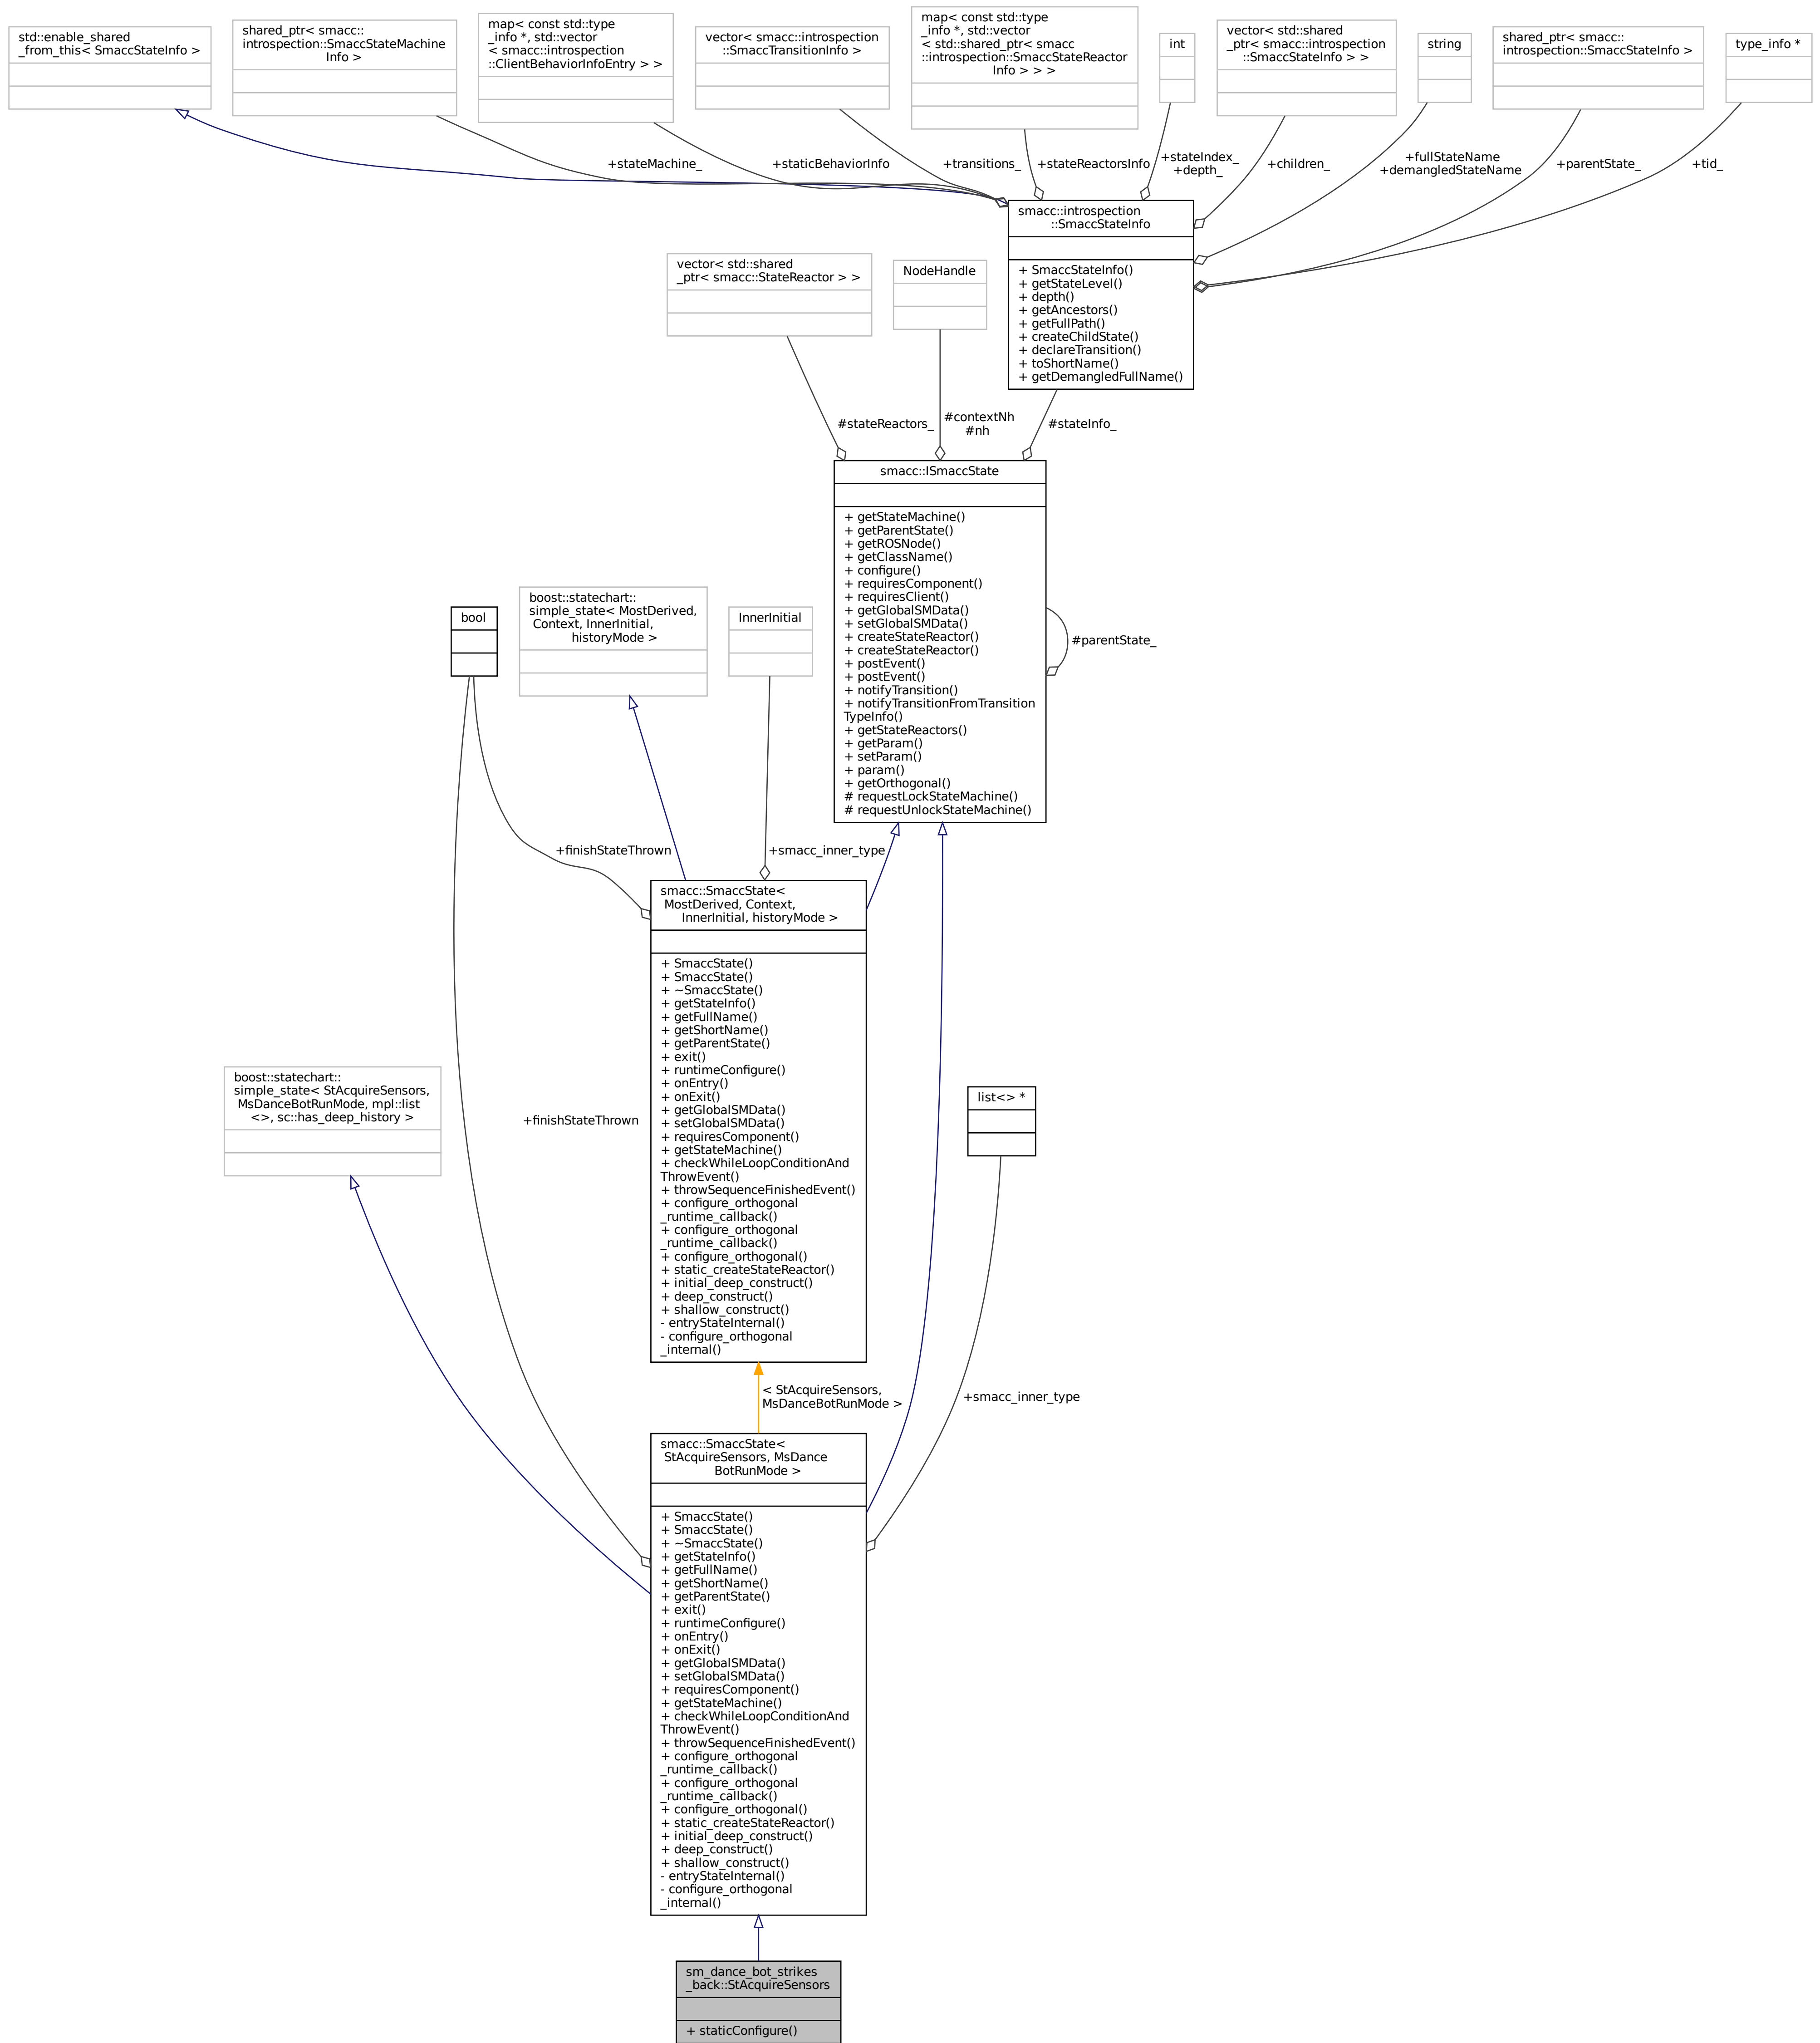 std::enable_shared
_from_this< SmaccStateInfo >
shared_ptr< smacc::
introspection::SmaccStateMachine
Info >
map< const std::type
_info *, std::vector
< smacc::introspection
::ClientBehaviorInfoEntry > >
vector< smacc::introspection
::SmaccTransitionInfo >
map< const std::type
_info *, std::vector
< std::shared_ptr< smacc
::introspection::SmaccStateReactor
Info > > >
int
vector< std::shared
_ptr< smacc::introspection
::SmaccStateInfo > >
string
shared_ptr< smacc::
introspection::SmaccStateInfo >
type_info *
+stateMachine_
+staticBehaviorInfo
+transitions_
+stateReactorsInfo
+stateIndex_
+depth_
+children_
+fullStateName
+demangledStateName
+parentState_
+tid_
smacc::introspection
::SmaccStateInfo
+ SmaccStateInfo()
+ getStateLevel()
+ depth()
+ getAncestors()
+ getFullPath()
+ createChildState()
+ declareTransition()
+ toShortName()
+ getDemangledFullName()
vector< std::shared
_ptr< smacc::StateReactor > >
NodeHandle
#stateReactors_
#contextNh
#nh
#stateInfo_
smacc::ISmaccState
+ getStateMachine()
+ getParentState()
+ getROSNode()
+ getClassName()
+ configure()
+ requiresComponent()
+ requiresClient()
+ getGlobalSMData()
+ setGlobalSMData()
+ createStateReactor()
+ createStateReactor()
+ postEvent()
+ postEvent()
+ notifyTransition()
+ notifyTransitionFromTransition
TypeInfo()
+ getStateReactors()
+ getParam()
+ setParam()
+ param()
+ getOrthogonal()
# requestLockStateMachine()
# requestUnlockStateMachine()
#parentState_
bool
boost::statechart::
simple_state< MostDerived,
Context, InnerInitial,
historyMode >
InnerInitial
+finishStateThrown
+smacc_inner_type
smacc::SmaccState<
MostDerived, Context,
InnerInitial, historyMode >
+ SmaccState()
+ SmaccState()
+ ~SmaccState()
+ getStateInfo()
+ getFullName()
+ getShortName()
+ getParentState()
+ exit()
+ runtimeConfigure()
+ onEntry()
+ onExit()
+ getGlobalSMData()
+ setGlobalSMData()
+ requiresComponent()
+ getStateMachine()
+ checkWhileLoopConditionAnd
ThrowEvent()
+ throwSequenceFinishedEvent()
+ configure_orthogonal
_runtime_callback()
+ configure_orthogonal
_runtime_callback()
+ configure_orthogonal()
+ static_createStateReactor()
+ initial_deep_construct()
+ deep_construct()
+ shallow_construct()
- entryStateInternal()
- configure_orthogonal
_internal()
boost::statechart::
simple_state< StAcquireSensors,
MsDanceBotRunMode, mpl::list
<>, sc::has_deep_history >
+finishStateThrown
list<> *
< StAcquireSensors,
MsDanceBotRunMode >
+smacc_inner_type
smacc::SmaccState<
StAcquireSensors, MsDance
BotRunMode >
+ SmaccState()
+ SmaccState()
+ ~SmaccState()
+ getStateInfo()
+ getFullName()
+ getShortName()
+ getParentState()
+ exit()
+ runtimeConfigure()
+ onEntry()
+ onExit()
+ getGlobalSMData()
+ setGlobalSMData()
+ requiresComponent()
+ getStateMachine()
+ checkWhileLoopConditionAnd
ThrowEvent()
+ throwSequenceFinishedEvent()
+ configure_orthogonal
_runtime_callback()
+ configure_orthogonal
_runtime_callback()
+ configure_orthogonal()
+ static_createStateReactor()
+ initial_deep_construct()
+ deep_construct()
+ shallow_construct()
- entryStateInternal()
- configure_orthogonal
_internal()
sm_dance_bot_strikes
_back::StAcquireSensors
+ staticConfigure()